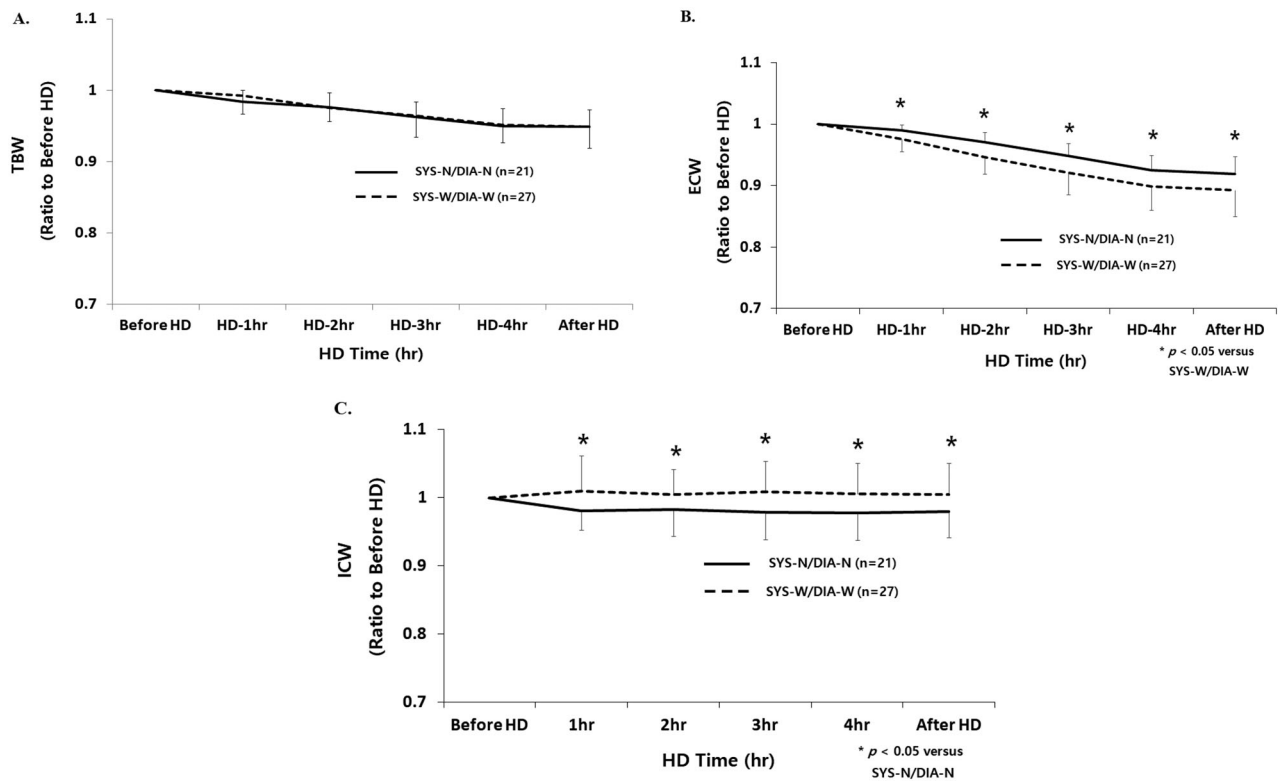 A.
TBW
(Ratio to Before HD)
1.1
1
0.9
0.8
0.7
SYS-N/DIA-N (n=21)
SYS-W/DIA-W (n=27)
Before HD HD-1hr HD-2hr HD-3hr HD-4hr After HD
HD Time (hr)
B.
ECW
(Ratio to Before HD)
1.1
1
0.9
0.8
0.7
* * * * *
SYS-N/DIA-N (n=21)
SYS-W/DIA-W (n=27)
Before HD HD-1hr HD-2hr HD-3hr HD-4hr After HD
HD Time (hr)
* p < 0.05 versus
SYS-W/DIA-W
C.
ICW
(Ratio to Before HD)
1.1
1
0.9
0.8
0.7
* * * * *
SYS-N/DIA-N (n=21)
SYS-W/DIA-W (n=27)
Before HD 1hr 2hr 3hr 4hr After HD
HD Time (hr)
* p < 0.05 versus
SYS-N/DIA-N